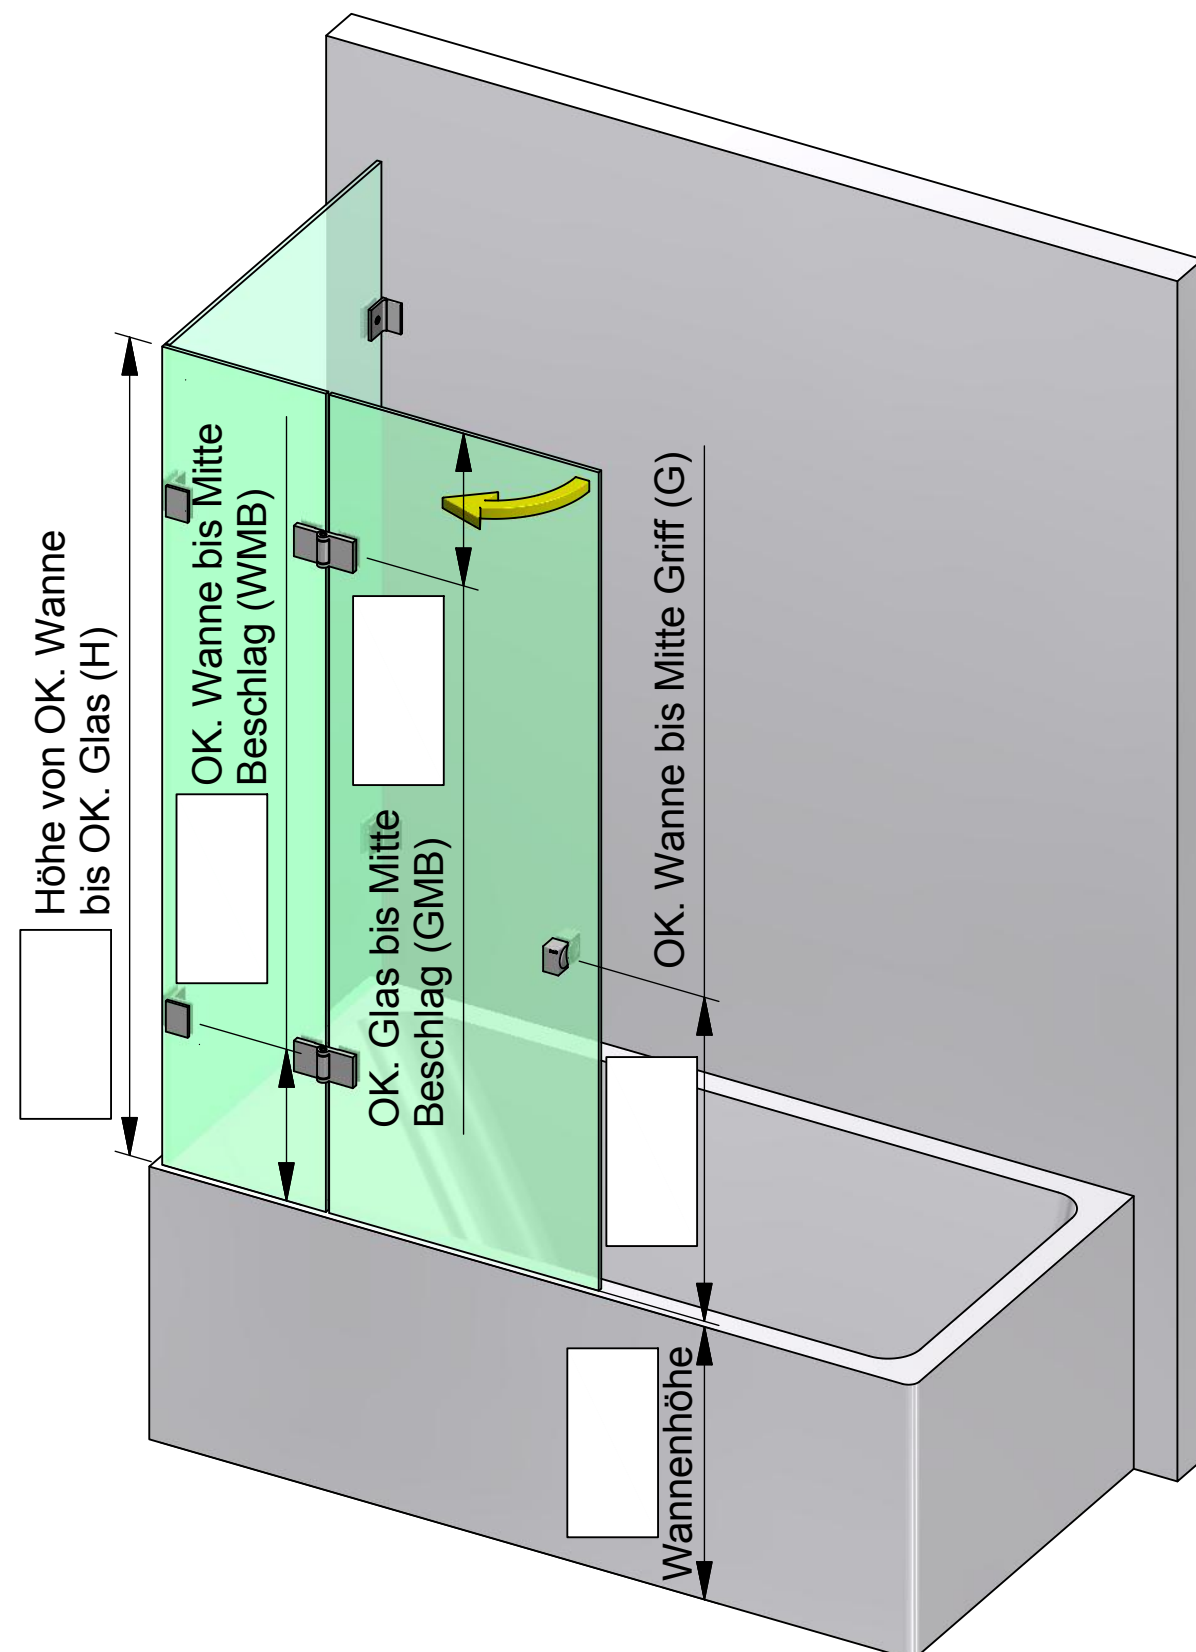 Höhe von OK. Wanne
bis OK. Glas (H)
OK. Wanne bis Mitte
Beschlag (WMB)
OK. Glas bis Mitte
Beschlag (GMB)
OK. Wanne bis Mitte Griff (G)
Wannenhöhe